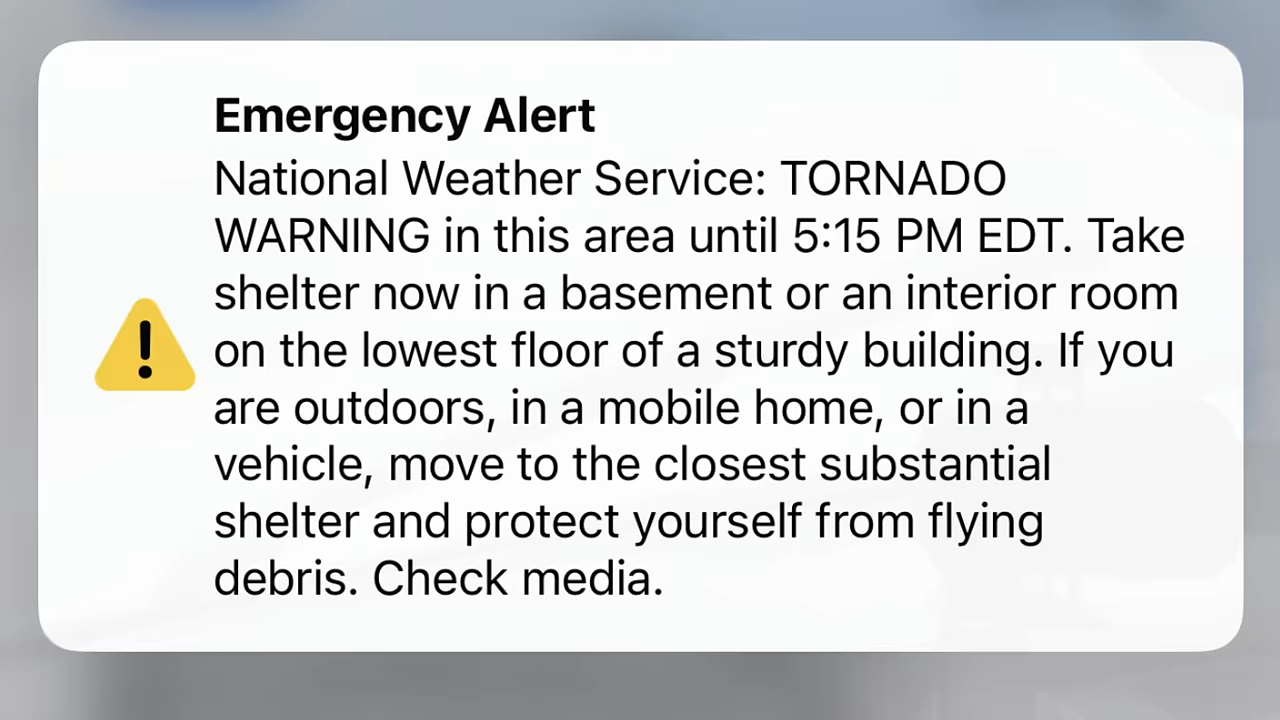 Emergency Alert
National Weather Service: TORNADO
WARNING in this area until 5:15 PM EDT. Take
shelter now in a basement or an interior room
on the lowest floor of a sturdy building. If you
are outdoors, in a mobile home, or in a
vehicle, move to the closest substantial
shelter and protect yourself from flying
debris. Check media.